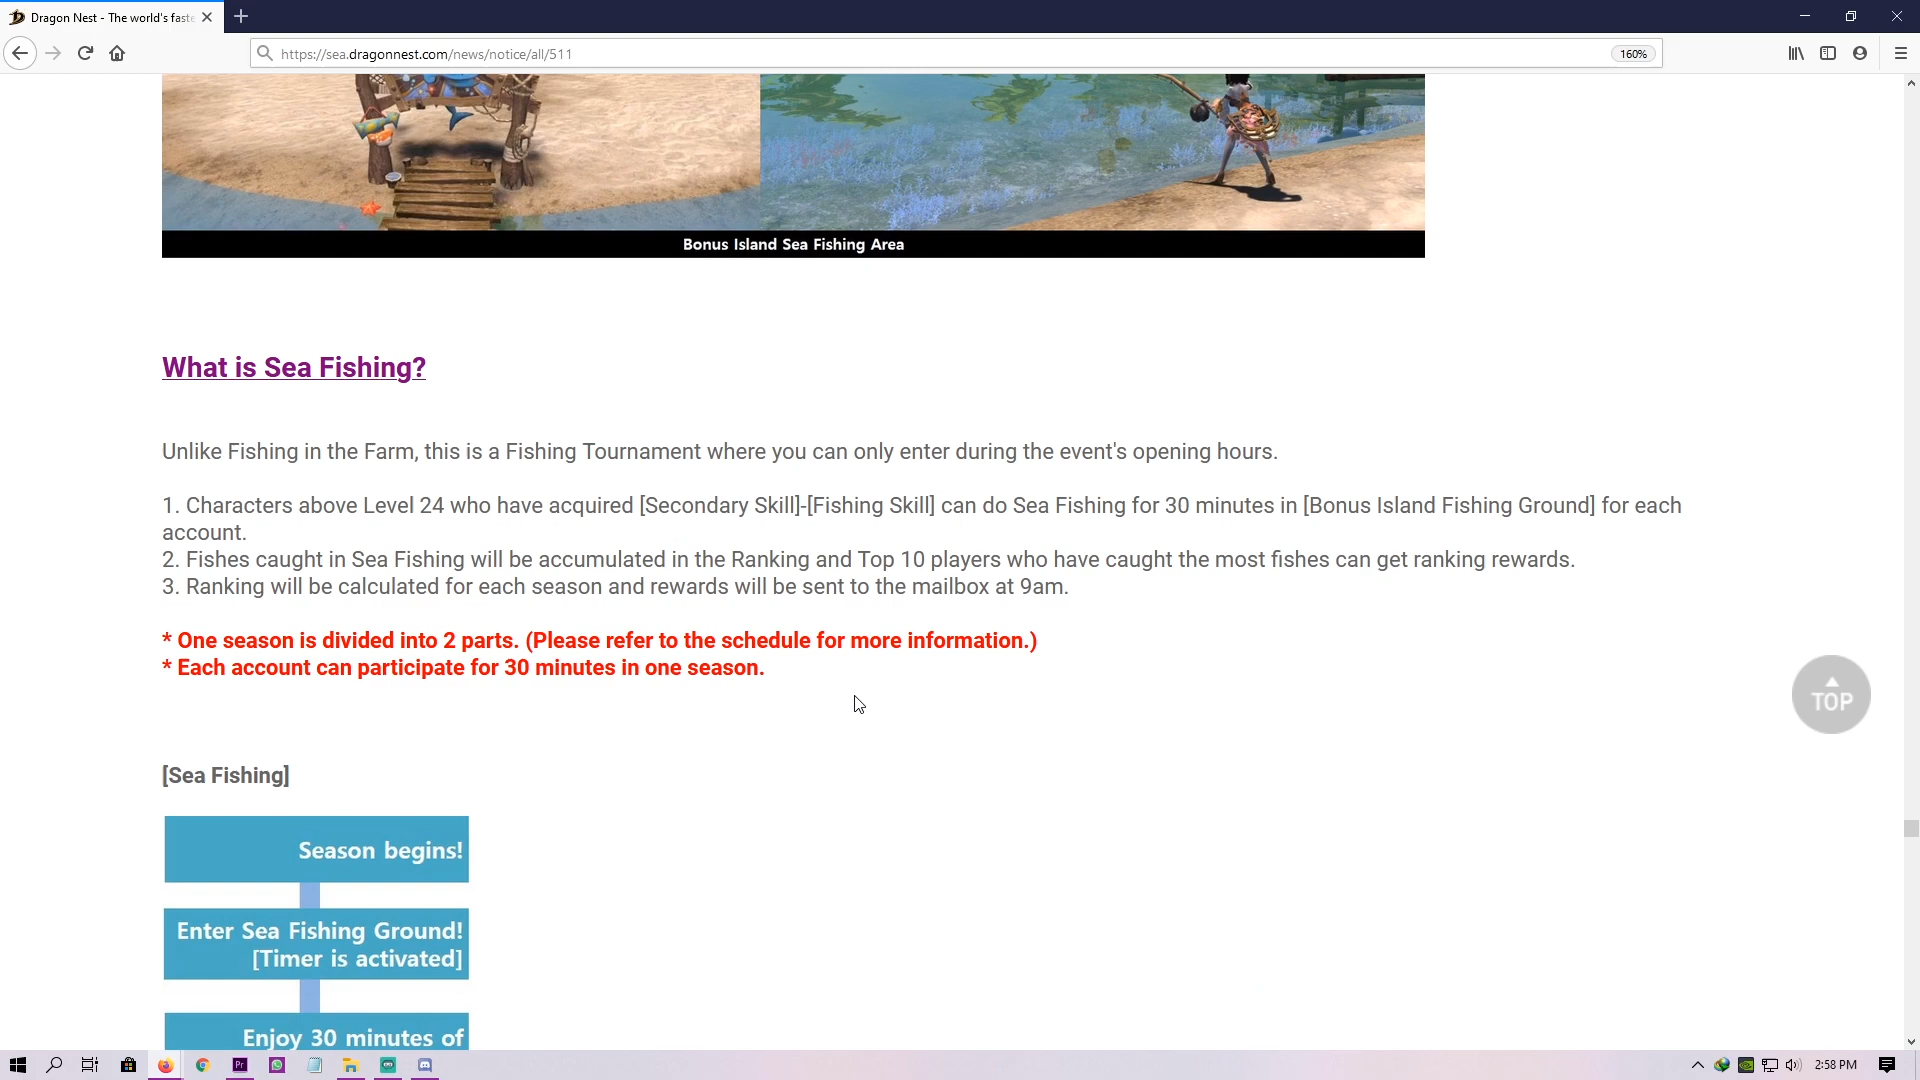 Dragon Nest - The world's faste
https://sea.dragonnest.com/news/notice/all/511
160%
Bonus Island Sea Fishing Area
What is Sea Fishing?
Unlike Fishing in the Farm, this is a Fishing Tournament where you can only enter during the event's opening hours.
1. Characters above Level 24 who have acquired [Secondary Skill]-[Fishing Skill] can do Sea Fishing for 30 minutes in [Bonus Island Fishing Ground] for each
account.
2. Fishes caught in Sea Fishing will be accumulated in the Ranking and Top 10 players who have caught the most fishes can get ranking rewards.
3. Ranking will be calculated for each season and rewards will be sent to the mailbox at 9am.
* One season is divided into 2 parts. (Please refer to the schedule for more information.)
* Each account can participate for 30 minutes in one season.
TOP
[Sea Fishing]
Season begins!
Enter Sea Fishing Ground!
[Timer is activated]
Enjoy 30 minutes of
Pr
2:58 PM